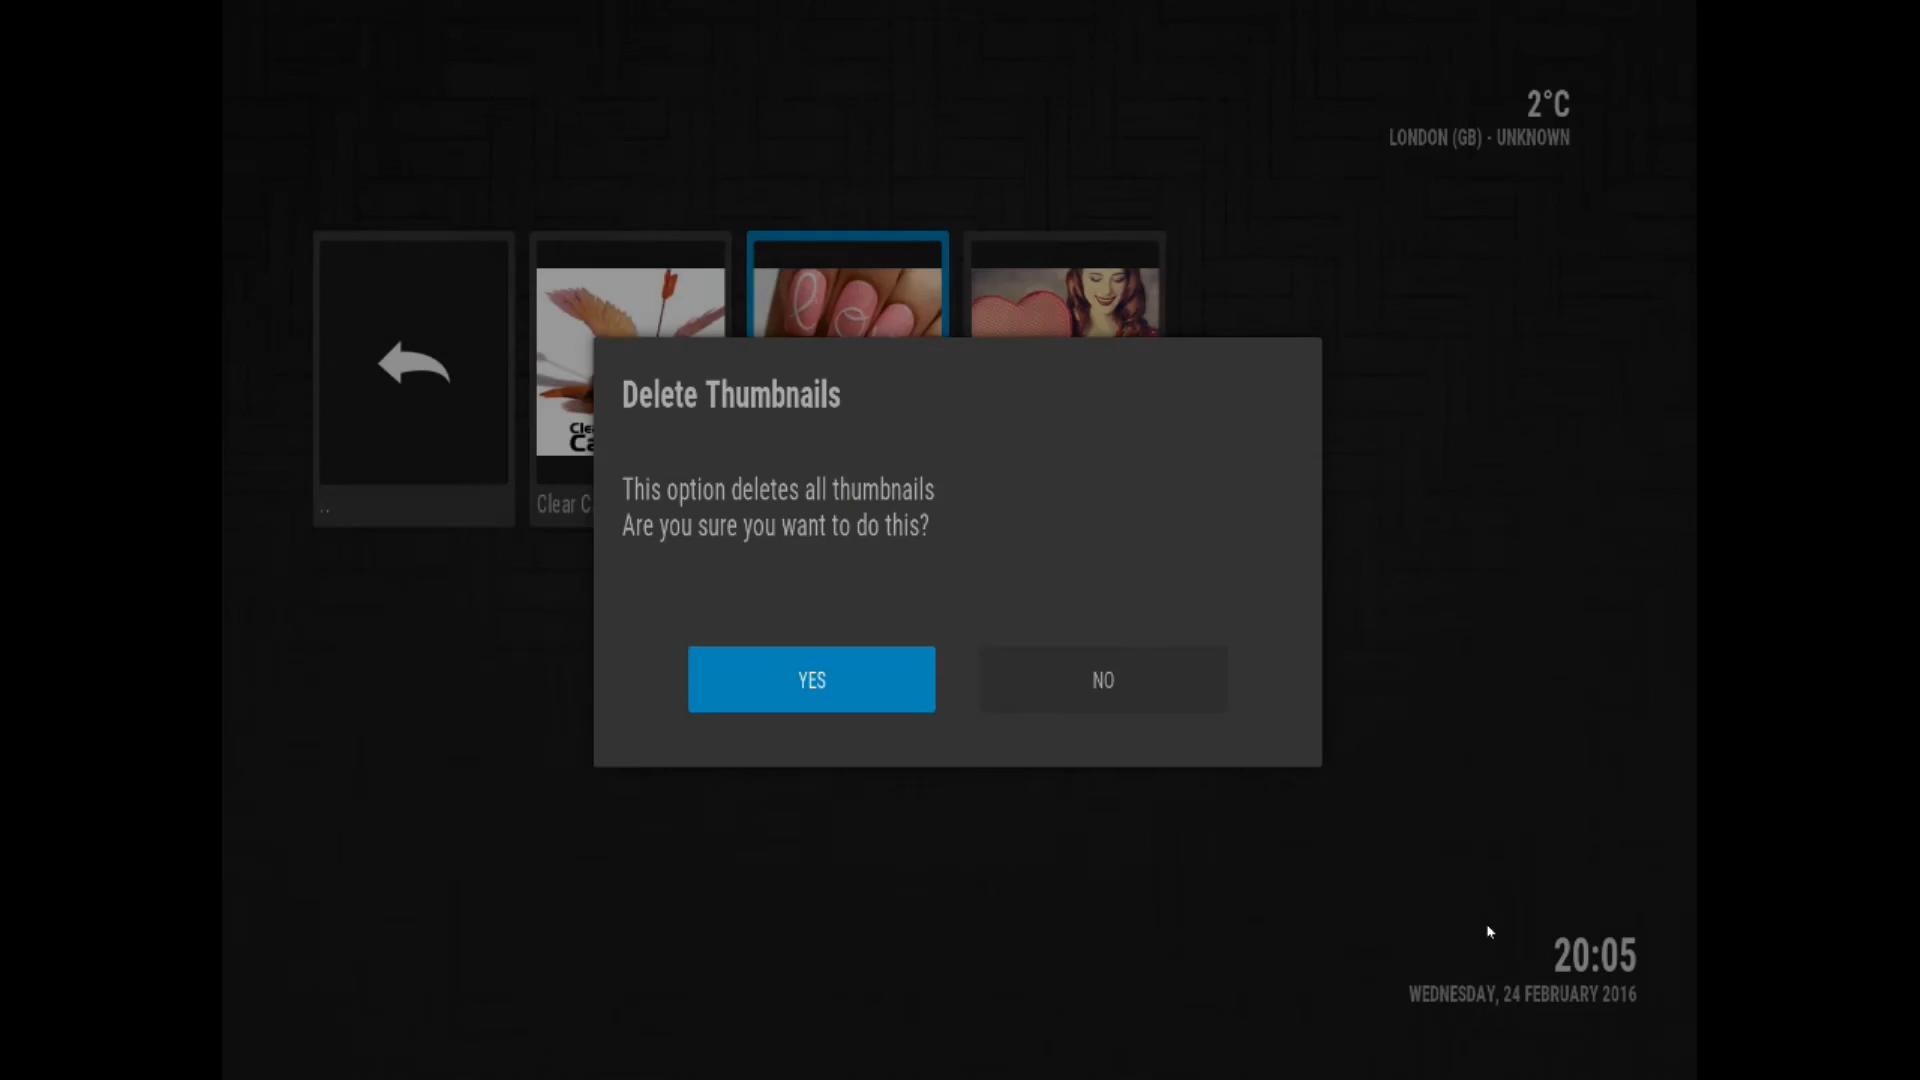 2°C
LONDON (GB) - UNKNOWN
..
Clear
Delete Thumbnails
This option deletes all thumbnails
Are you sure you want to do this?
YES
NO
20:05
WEDNESDAY, 24 FEBRUARY 2016